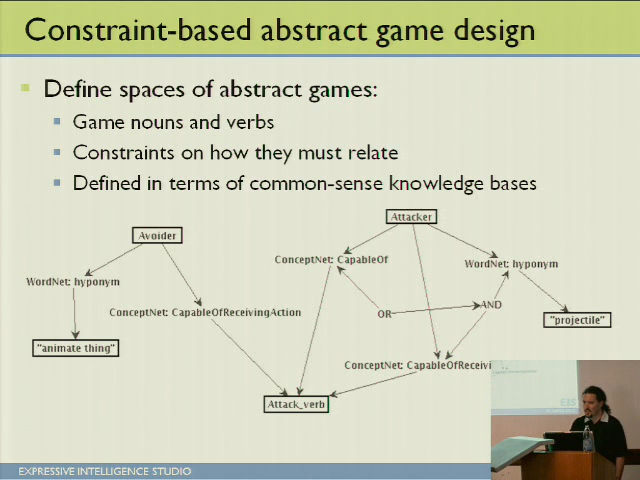 Constraint-based abstract game design
Define spaces of abstract games:
Game nouns and verbs
Constraints on how they must relate
Defined in terms of common-sense knowledge bases
Attacker
Avoider
ConceptNet: CapableOf
WordNet: hyponym
WordNet: hyponym
ConceptNet: CapableOfReceivingAction
OR
AND
"projectile"
"animate thing"
ConceptNet: CapableOfReceivi
Attack_verb
EIS
EXPRESSIVE INTELLIGENCE STUDIO